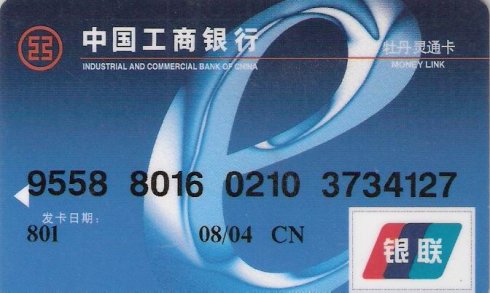 中国工商银行
INDUSTRIAL AND COMMERCIAL BANK OF CHINA
牡丹灵通卡
MONEY LINK
9558 8016 0210 3734127
发卡日期:
801 08/04 CN
银联